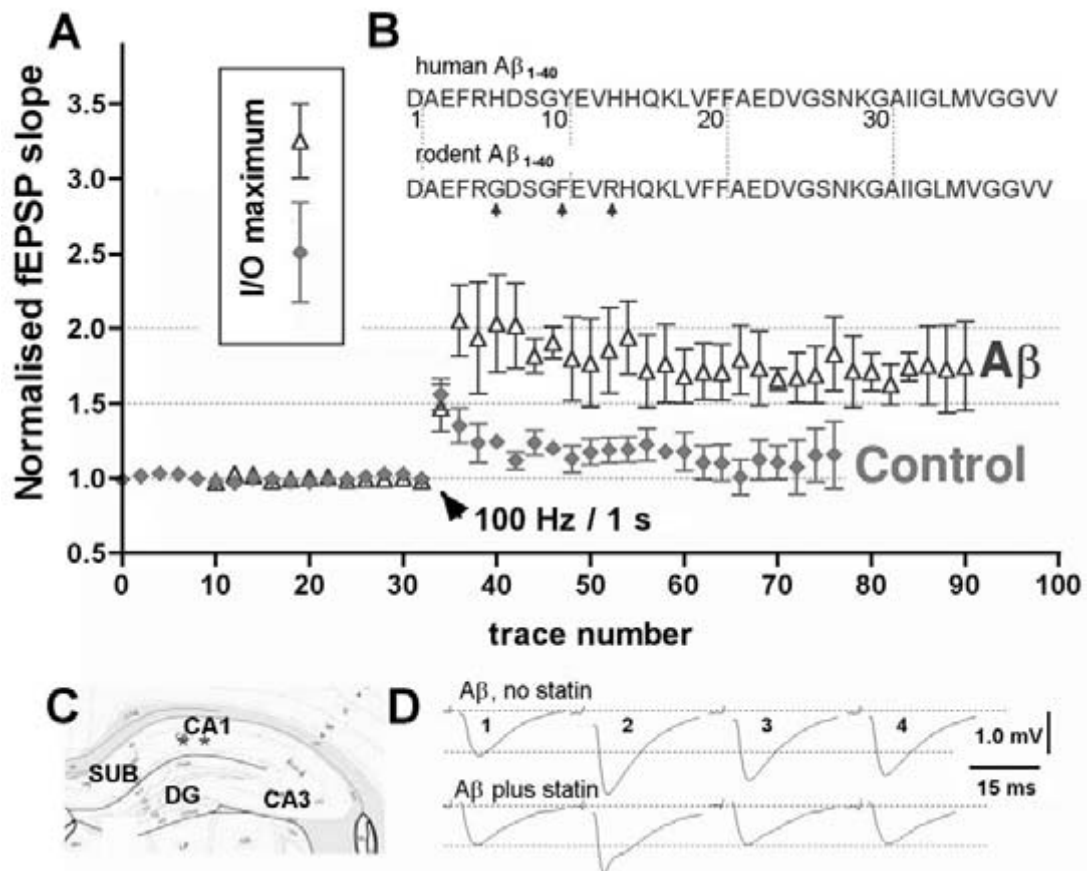 A
B
Normalised fEPSP slope
3.5
3.0
2.5
2.0
1.5
1.0
0.5
I/O maximum
human Aβ1-40
DAEFRHDSGYEVHHQKLVFFAEDVGSNKGAIIGLMVGGVV
1 10 20 30
rodent Aβ1-40
DAEFRGDSGFEVRHQKLVFFAEDVGSNKGAIIGLMVGGVV
Aβ
Control
100 Hz / 1 s
0 10 20 30 40 50 60 70 80 90 100
trace number
C
CA1
SUB
DG
CA3
D
Aβ, no statin
1 2 3 4
1.0 mV
15 ms
Aβ plus statin